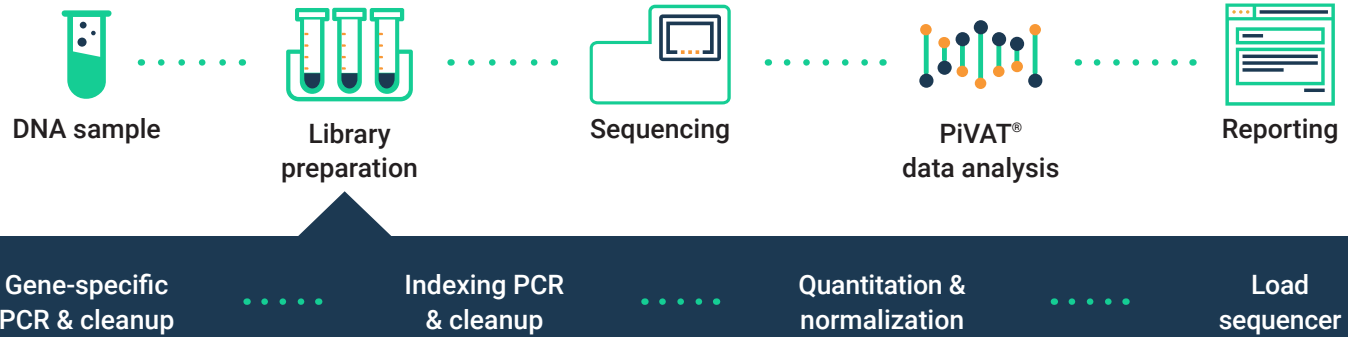 DNA sample
Library
preparation
Sequencing
PiVAT®
data analysis
Reporting
Gene-specific
PCR & cleanup
Indexing PCR
& cleanup
Quantitation &
normalization
Load
sequencer